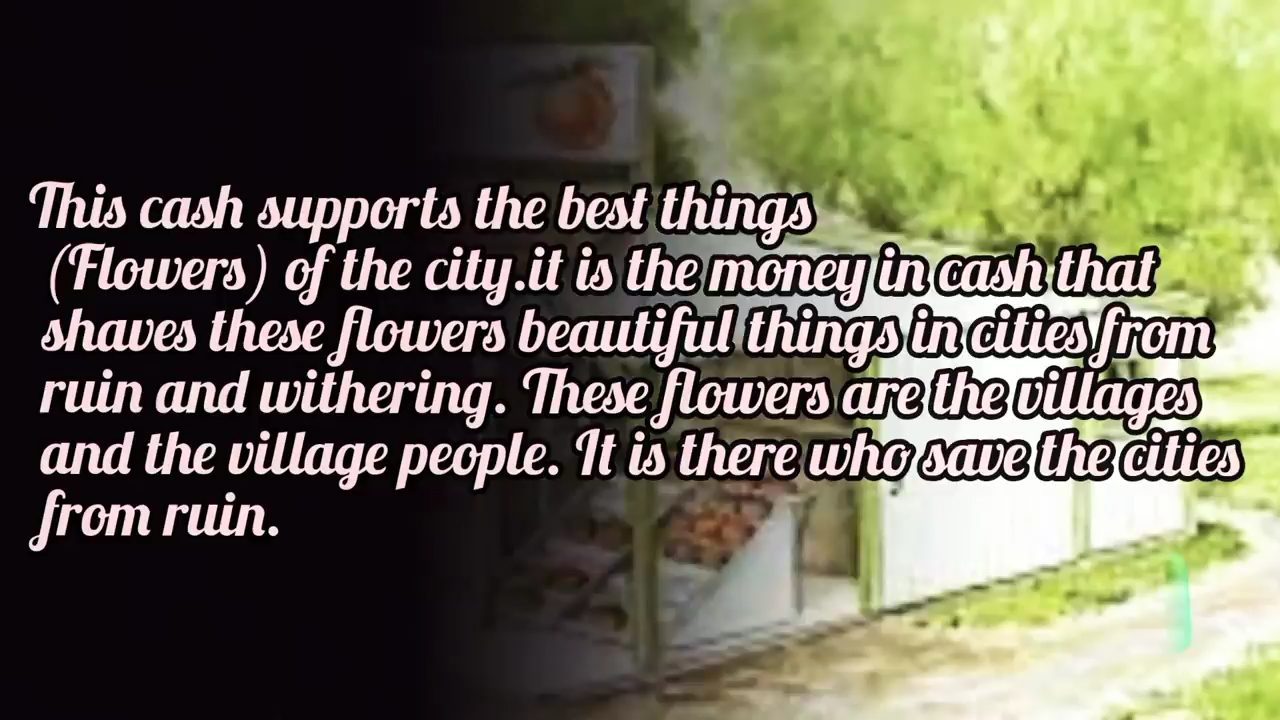 This cash supports the best things
(Flowers) of the city.it is the money in cash that
shaves these flowers beautiful things in cities from
ruin and withering. These flowers are the villages
and the village people. It is there who save the cities
from ruin.